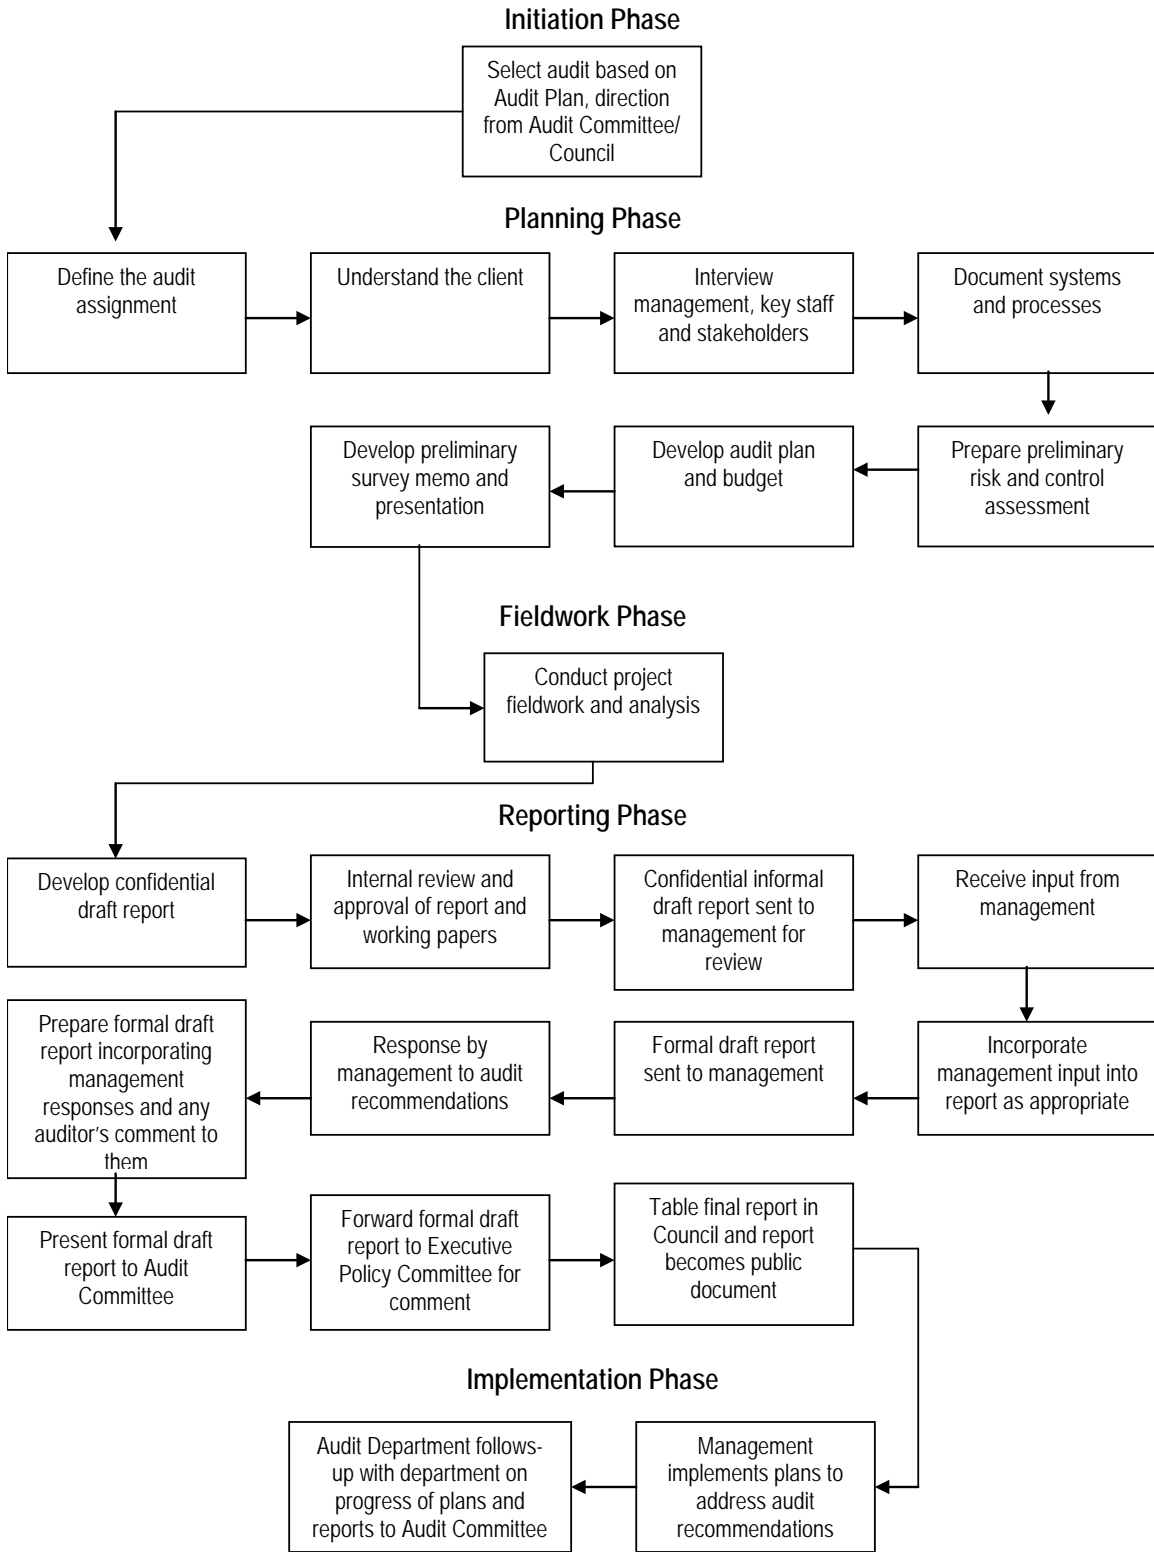 Initiation Phase
Select audit based on
Audit Plan, direction
from Audit Committee/
Council
Planning Phase
Define the audit
assignment
Understand the client
Interview
management, key staff
and stakeholders
Document systems
and processes
Prepare preliminary
risk and control
assessment
Develop audit plan
and budget
Develop preliminary
survey memo and
presentation
Fieldwork Phase
Conduct project
fieldwork and analysis
Reporting Phase
Develop confidential
draft report
Internal review and
approval of report and
working papers
Confidential informal
draft report sent to
management for
review
Receive input from
management
Incorporate
management input into
report as appropriate
Formal draft report
sent to management
Response by
management to audit
recommendations
Prepare formal draft
report incorporating
management
responses and any
auditor’s comment to
them
Present formal draft
report to Audit
Committee
Forward formal draft
report to Executive
Policy Committee for
comment
Table final report in
Council and report
becomes public
document
Implementation Phase
Management
implements plans to
address audit
recommendations
Audit Department follows-
up with department on
progress of plans and
reports to Audit Committee